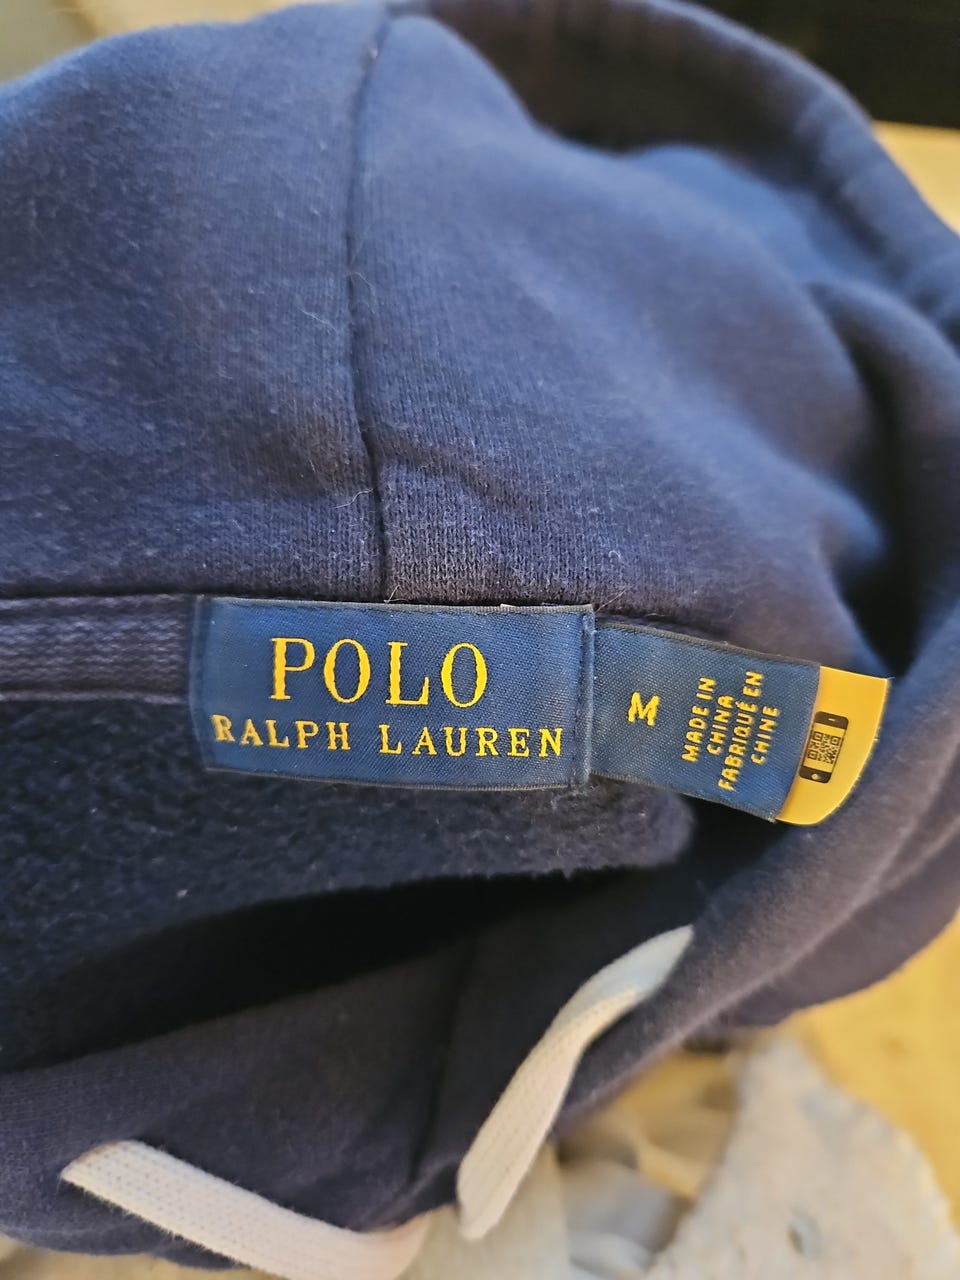 POLO
RALPH LAUREN
M
MADE IN
CHINA
FABRIQUÉ EN
CHINE